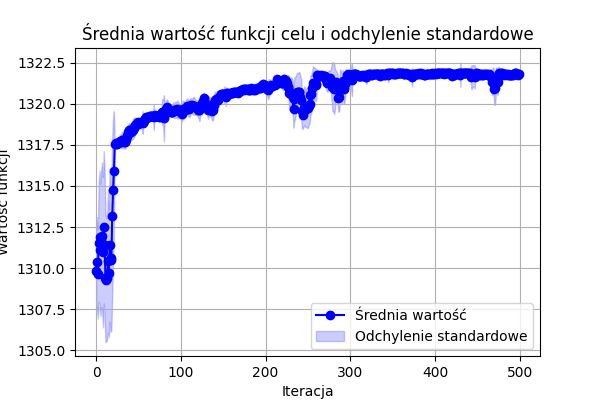 Średnia wartość funkcji celu i odchylenie standardowe
1322.5
1320.0
1317.5
1315.0
1312.5
1310.0
1307.5
1305.0
Wartość funkcji
Średnia wartość
Odchylenie standardowe
0 100 200 300 400 500
Iteracja